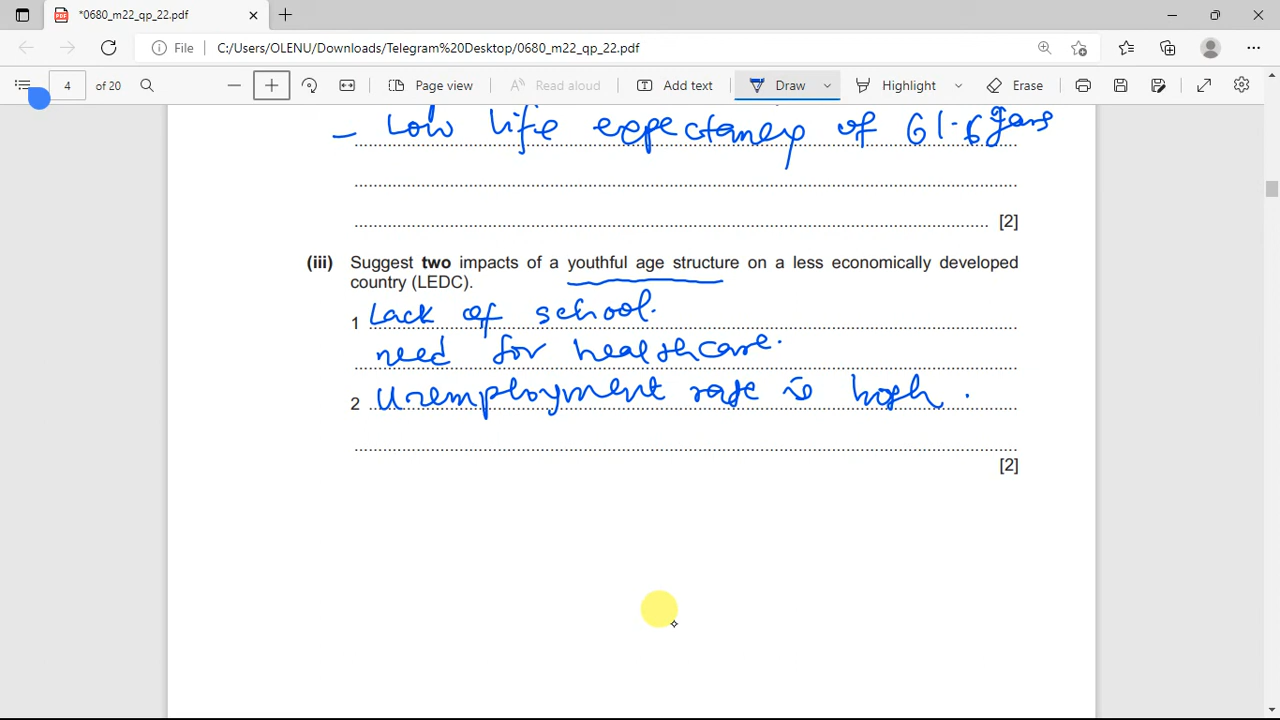 *0680_m22_qp_22.pdf
File C:/Users/OLENU/Downloads/Telegram%20Desktop/0680_m22_qp_22.pdf
4 of 20 Page view Read aloud Add text Draw Highlight Erase
- Low life expectancy of 61.6 years
[2]
(iii) Suggest two impacts of a youthful age structure on a less economically developed
country (LEDC).
1 Lack of school.
need for healthcare.
2 Unemployment rate is high.
[2]